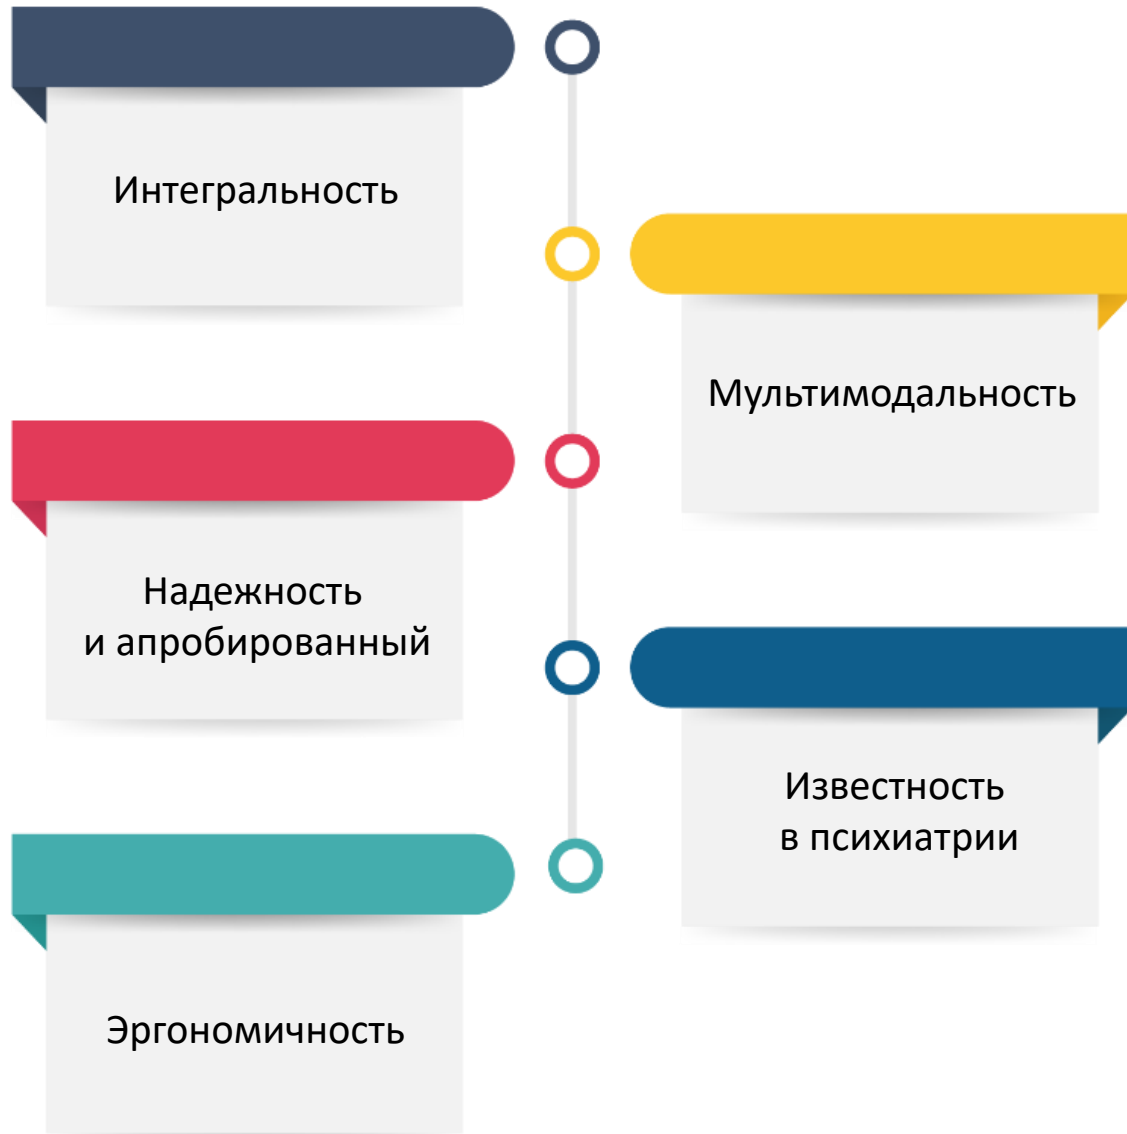 Интегральность
Мультимодальность
Надежность
и апробированный
Известность
в психиатрии
Эргономичность